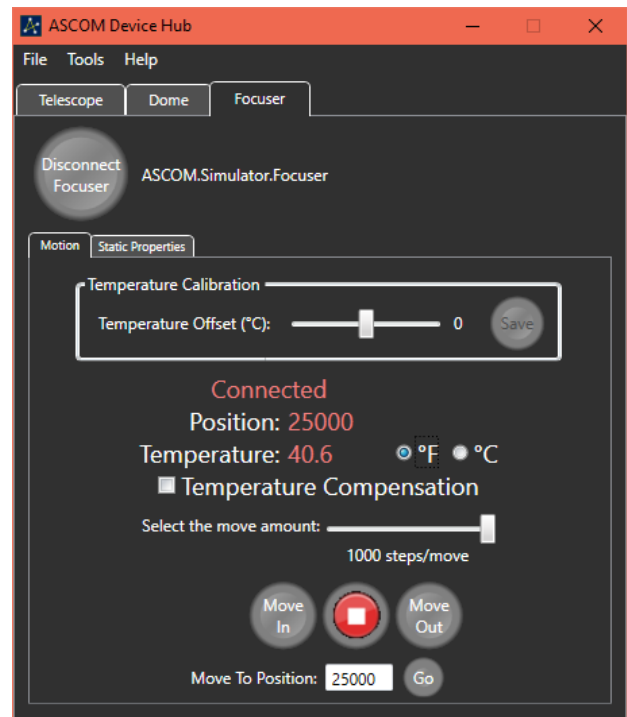 ASCOM Device Hub
File Tools Help
Telescope Dome Focuser
Disconnect
Focuser
ASCOM.Simulator.Focuser
Motion Static Properties
Temperature Calibration
Temperature Offset (°C): 0 Save
Connected
Position: 25000
Temperature: 40.6 °F °C
Temperature Compensation
Select the move amount:
1000 steps/move
Move
In
Move
Out
Move To Position: 25000 Go